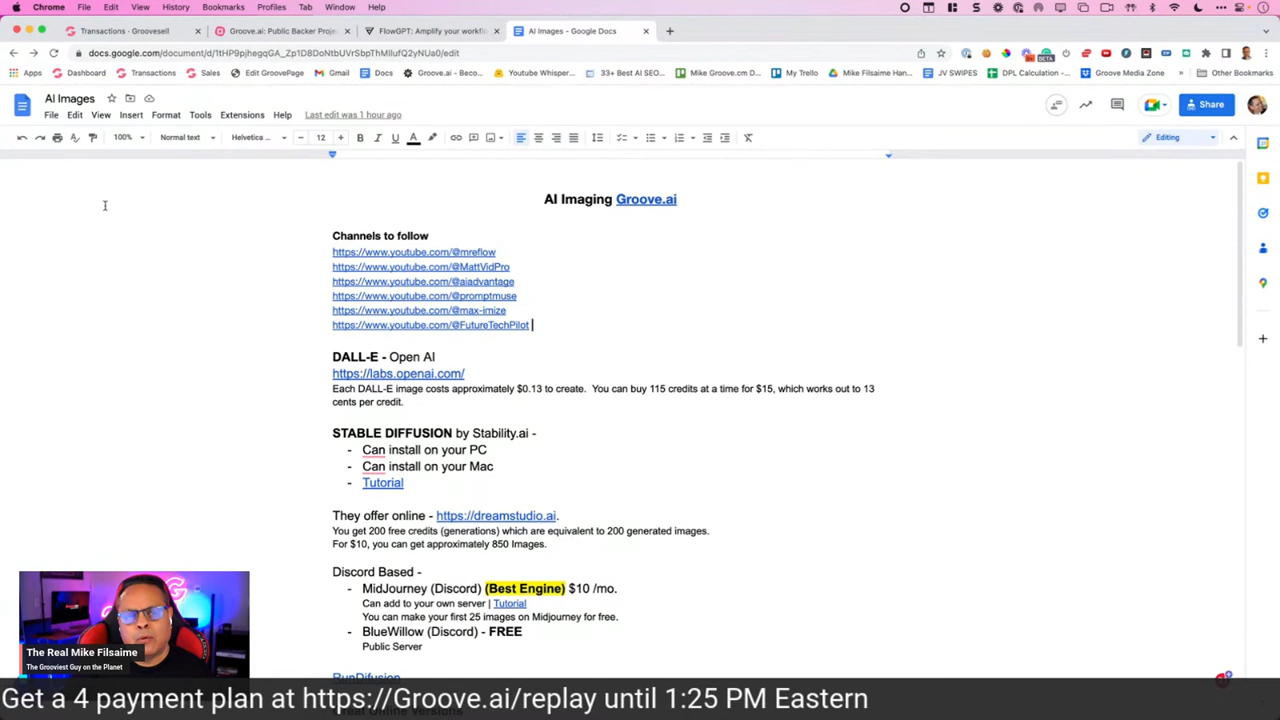 Chrome File Edit View History Bookmarks Profiles Tab Window Help
Transactions - Groovesell
Groove.ai: Public Backer Proje
FlowGPT: Amplify your workfl
AI Images - Google Docs
docs.google.com/document/d/1tHP9pjhegqGA_Zp1D8DoNtbUVrSbpThMllufQ2yNUa0/edit
Apps Dashboard Transactions Sales Edit GroovePage Gmail Docs Groove.ai - Beco... Youtube Whisper... 33+ Best AI SEO... Mike Groove.cm D... My Trello Mike Filsaime Han... JV SWIPES DPL Calculation -... Groove Media Zone » Other Bookmarks
AI Images
File Edit View Insert Format Tools Extensions Help Last edit was 1 hour ago
Share
100% Normal text Helvetica ... 12 Editing
AI Imaging Groove.ai
Channels to follow
https://www.youtube.com/@mreflow
https://www.youtube.com/@MattVidPro
https://www.youtube.com/@aiadvantage
https://www.youtube.com/@promptmuse
https://www.youtube.com/@max-imize
https://www.youtube.com/@FutureTechPilot
DALL-E - Open AI
https://labs.openai.com/
Each DALL-E image costs approximately $0.13 to create. You can buy 115 credits at a time for $15, which works out to 13
cents per credit.
STABLE DIFFUSION by Stability.ai -
- Can install on your PC
- Can install on your Mac
- Tutorial
They offer online - https://dreamstudio.ai.
You get 200 free credits (generations) which are equivalent to 200 generated images.
For $10, you can get approximately 850 Images.
Discord Based -
- MidJourney (Discord) (Best Engine) $10 /mo.
Can add to your own server | Tutorial
You can make your first 25 images on Midjourney for free.
- BlueWillow (Discord) - FREE
Public Server
RunDifusion
The Real Mike Filsaime
The Grooviest Guy on the Planet
Get a 4 payment plan at https://Groove.ai/replay until 1:25 PM Eastern